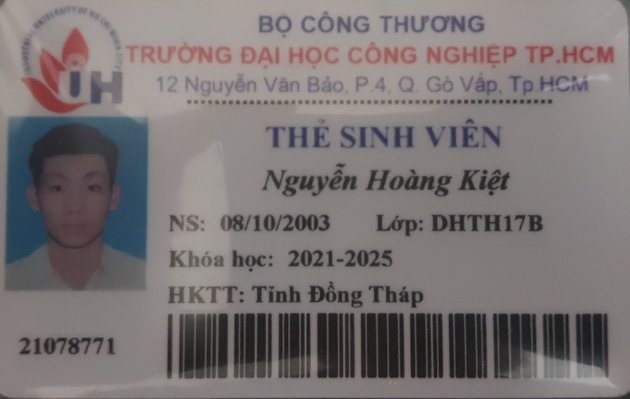 BỘ CÔNG THƯƠNG
TRƯỜNG ĐẠI HỌC CÔNG NGHIỆP TP.HCM
12 Nguyễn Văn Bảo, P.4, Q. Gò Vấp, Tp.HCM
THẺ SINH VIÊN
Nguyễn Hoàng Kiệt
NS: 08/10/2003 Lớp: DHTH17B
Khóa học: 2021-2025
HKTT: Tỉnh Đồng Tháp
21078771